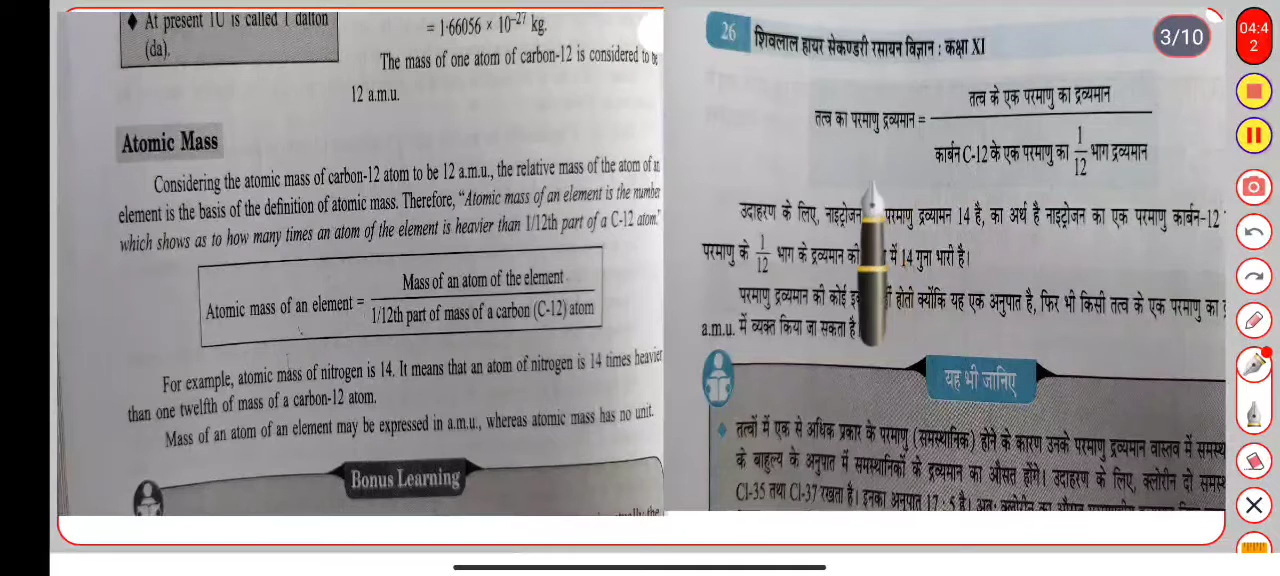 At present 1U is called 1 dalton
(da).
= 1·66056 × 10⁻²⁷ kg.
The mass of one atom of carbon-12 is considered to be
12 a.m.u.
Atomic Mass
Considering the atomic mass of carbon-12 atom to be 12 a.m.u., the relative mass of the atom of an
element is the basis of the definition of atomic mass. Therefore, “Atomic mass of an element is the number
which shows as to how many times an atom of the element is heavier than 1/12th part of a C-12 atom.”
Mass of an atom of the element
Atomic mass of an element =
1/12th part of mass of a carbon (C-12) atom
For example, atomic mass of nitrogen is 14. It means that an atom of nitrogen is 14 times heavier
than one twelfth of mass of a carbon-12 atom.
Mass of an atom of an element may be expressed in a.m.u., whereas atomic mass has no unit.
Bonus Learning
26 शिवलाल हायर सेकण्डरी रसायन विज्ञान : कक्षा XI
तत्व के एक परमाणु का द्रव्यमान
तत्व का परमाणु द्रव्यमान =
कार्बन C-12 के एक परमाणु का 1/12 भाग द्रव्यमान
उदाहरण के लिए, नाइट्रोजन परमाणु द्रव्यामन 14 है, का अर्थ है नाइट्रोजन का एक परमाणु कार्बन-12
परमाणु के 1/12 भाग के द्रव्यमान की में 14 गुना भारी है।
परमाणु द्रव्यमान की कोई होती क्योंकि यह एक अनुपात है, फिर भी किसी तत्व के एक परमाणु का
a.m.u. में व्यक्त किया जा सकता है
यह भी जानिए
तत्वों में एक से अधिक प्रकार के परमाणु (समस्थानिक) होने के कारण उनके परमाणु द्रव्यमान वास्तव में
के बाहुल्य के अनुपात में समस्थानिकों के द्रव्यमान का औसत होंगे। उदाहरण के लिए, क्लोरीन दो
Cl-35 तथा Cl-37 रखता है। इनका अनुपात
3/10
04:4
2